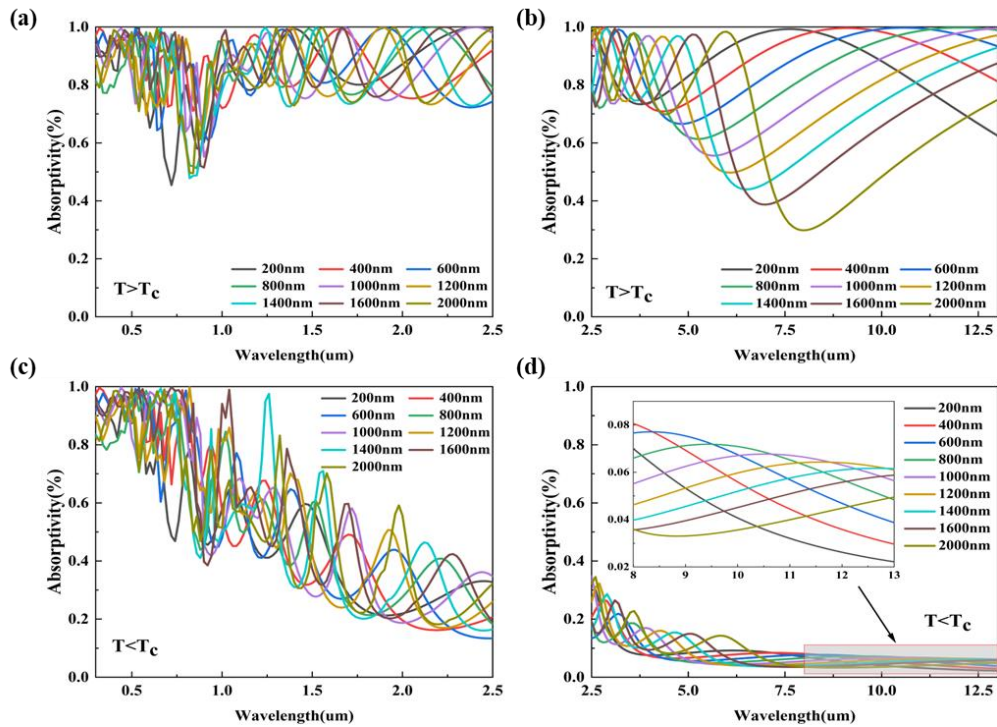 (a)
Absorptivity(%)
1.0
0.8
0.6
0.4
0.2
0.0
T>Tc
200nm 400nm 600nm
800nm 1000nm 1200nm
1400nm 1600nm 2000nm
0.5 1.0 1.5 2.0 2.5
Wavelength(um)
(b)
Absorptivity(%)
1.0
0.8
0.6
0.4
0.2
0.0
T>Tc
200nm 400nm 600nm
800nm 1000nm 1200nm
1400nm 1600nm 2000nm
2.5 5.0 7.5 10.0 12.5
Wavelength(um)
(c)
Absorptivity(%)
1.0
0.8
0.6
0.4
0.2
0.0
200nm 400nm
600nm 800nm
1000nm 1200nm
1400nm 1600nm
2000nm
T<Tc
0.5 1.0 1.5 2.0 2.5
Wavelength(um)
(d)
Absorptivity(%)
1.0
0.8
0.6
0.4
0.2
0.0
0.08
0.06
0.04
0.02
8 9 10 11 12 13
200nm
400nm
600nm
800nm
1000nm
1200nm
1400nm
1600nm
2000nm
T<Tc
2.5 5.0 7.5 10.0 12.5
Wavelength(um)